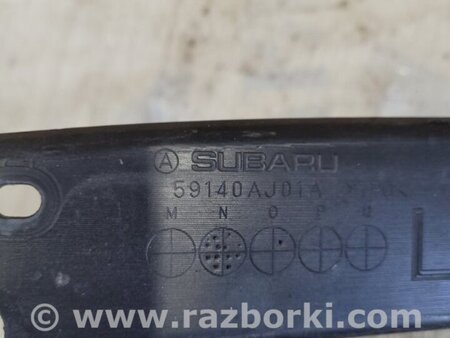 A SUBARU
59140AJ01A
M N O P Q
L
© www.razborki.com